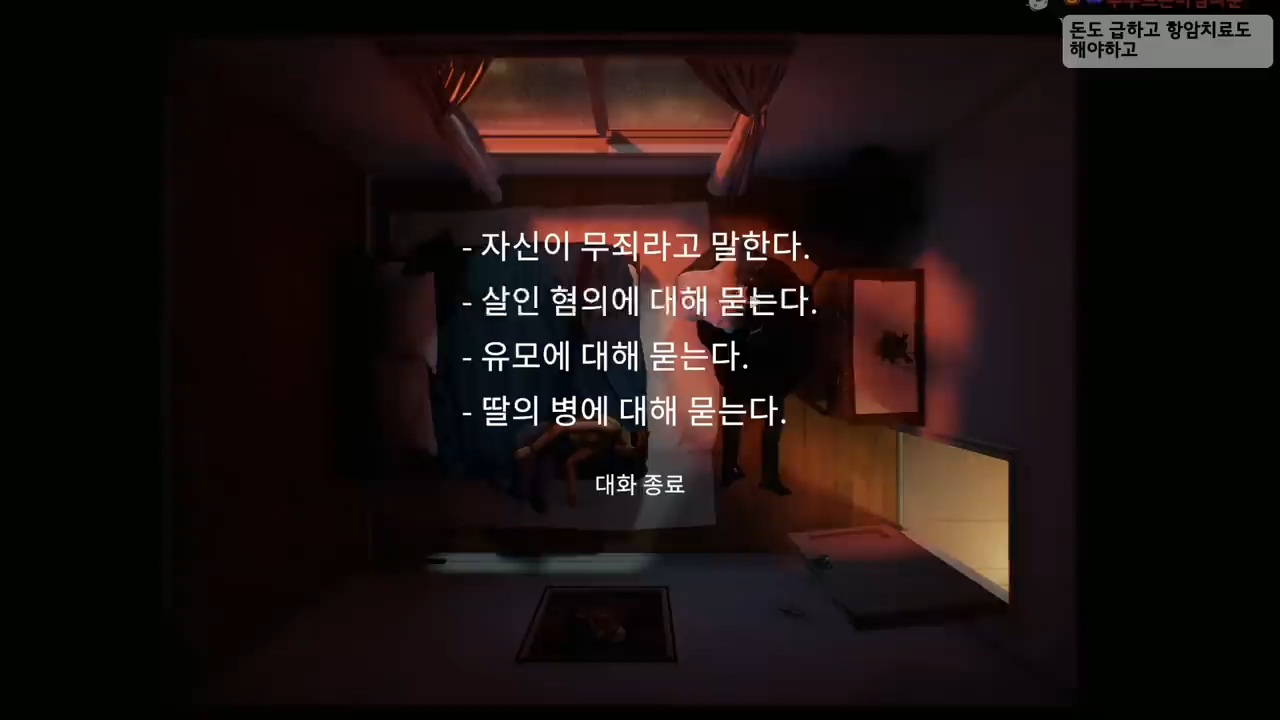 돈도 급하고 항암치료도
해야하고
- 자신이 무죄라고 말한다.
- 살인 혐의에 대해 묻는다.
- 유모에 대해 묻는다.
- 딸의 병에 대해 묻는다.
대화 종료